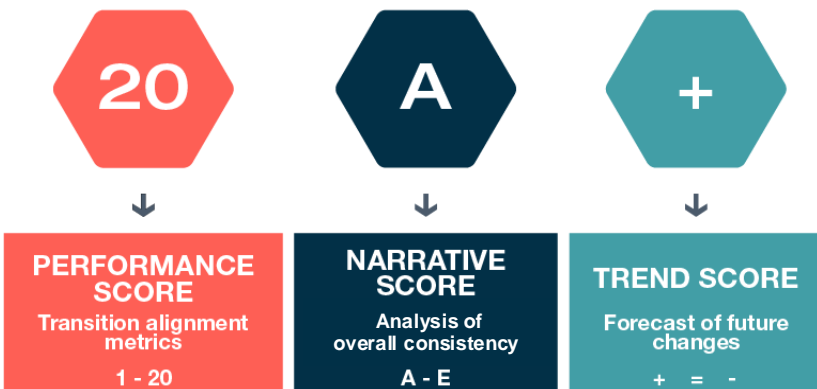 20
A
+
PERFORMANCE
SCORE
Transition alignment
metrics
1 - 20
NARRATIVE
SCORE
Analysis of
overall consistency
A - E
TREND SCORE
Forecast of future
changes
+ = -